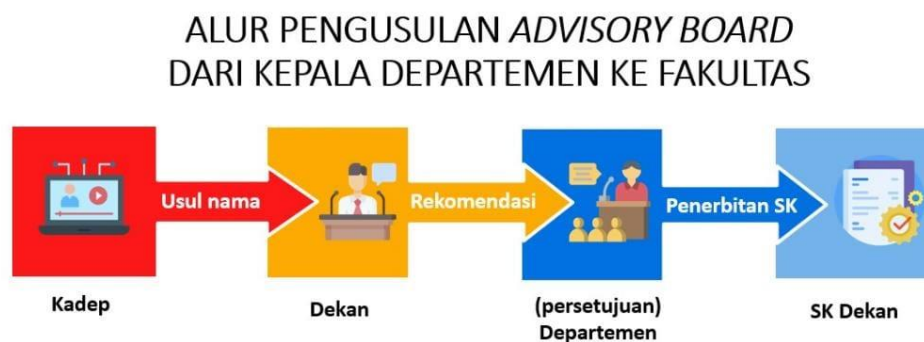 ALUR PENGUSULAN ADVISORY BOARD
DARI KEPALA DEPARTEMEN KE FAKULTAS
Usul nama
Rekomendasi
Penerbitan SK
Kadep
Dekan
(persetujuan)
Departemen
SK Dekan